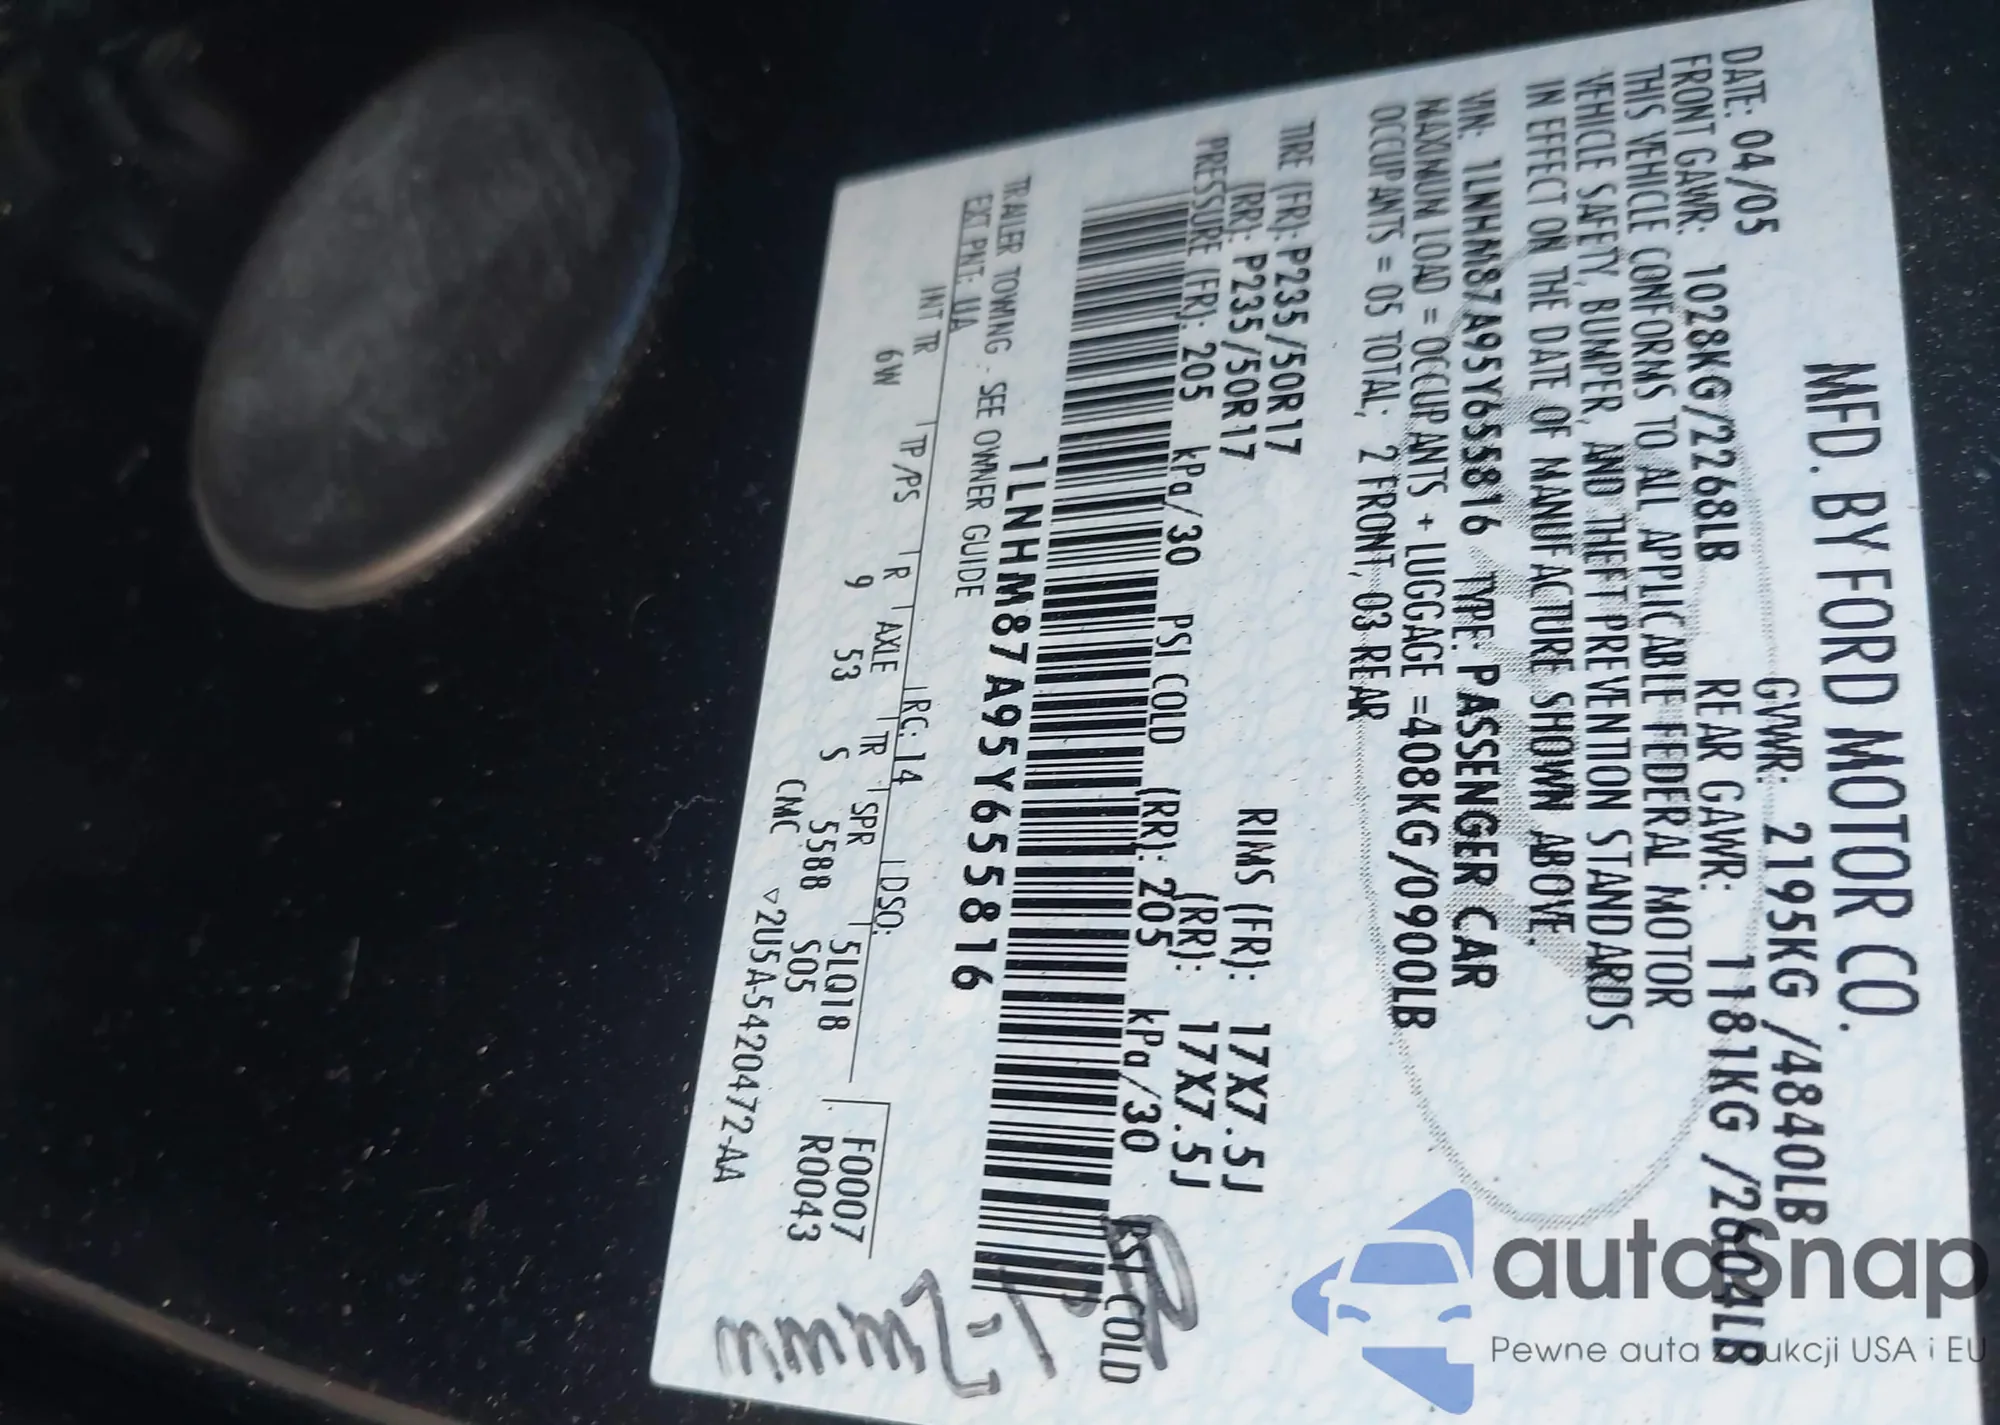 MFD. BY FORD MOTOR CO.
DATE: 04/05 GVWR: 2195KG /4840LB
FRONT GAWR: 1028KG/2268LB REAR GAWR: 1181KG /2604LB
THIS VEHICLE CONFORMS TO ALL APPLICABLE FEDERAL MOTOR
VEHICLE SAFETY, BUMPER, AND THEFT PREVENTION STANDARDS
IN EFFECT ON THE DATE OF MANUFACTURE SHOWN ABOVE.
VIN: 1LNHM87A95Y655816 TYPE: PASSENGER CAR
MAXIMUM LOAD = OCCUPANTS + LUGGAGE =408KG/0900LB
OCCUPANTS = 05 TOTAL; 2 FRONT, 03 REAR
TIRE (FR): P235/50R17 RIMS (FR): 17X7.5J
(RR): P235/50R17 (RR): 17X7.5J
PRESSURE (FR): 205 kPa/30 PSI COLD (RR): 205 kPa/30 PSI COLD
1LNHM87A95Y655816
TRAILER TOWING - SEE OWNER GUIDE
EXT PNT: UA RC: 14 DSO:
INT TR TP/PS R AXLE TR SPR 5LQ18 F0007
6W 9 53 S 5588 S05 R0043
CMC ▽2U5A-5420472-AA
autoSnap
Pewne auta z aukcji USA i EU